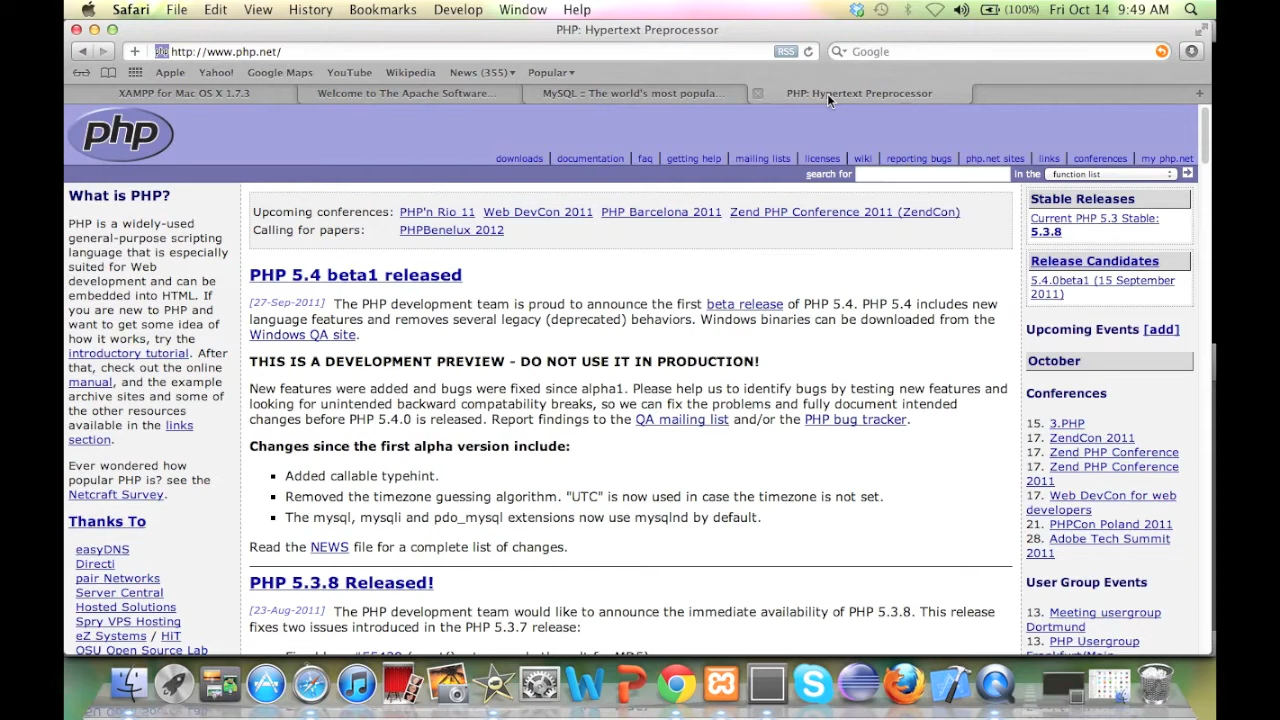 Safari File Edit View History Bookmarks Develop Window Help (100%) Fri Oct 14 9:49 AM
PHP: Hypertext Preprocessor
http://www.php.net/ RSS Google
Apple Yahoo! Google Maps YouTube Wikipedia News (355) Popular
XAMPP for Mac OS X 1.7.3 Welcome to The Apache Software... MySQL :: The world's most popula... PHP: Hypertext Preprocessor
php
downloads | documentation | faq | getting help | mailing lists | licenses | wiki | reporting bugs | php.net sites | links | conferences | my php.net
search for in the function list
What is PHP?
PHP is a widely-used
general-purpose scripting
language that is especially
suited for Web
development and can be
embedded into HTML. If
you are new to PHP and
want to get some idea of
how it works, try the
introductory tutorial. After
that, check out the online
manual, and the example
archive sites and some of
the other resources
available in the links
section.
Ever wondered how
popular PHP is? see the
Netcraft Survey.
Thanks To
easyDNS
Directi
pair Networks
Server Central
Hosted Solutions
Spry VPS Hosting
eZ Systems / HiT
OSU Open Source Lab
Upcoming conferences: PHP'n Rio 11 Web DevCon 2011 PHP Barcelona 2011 Zend PHP Conference 2011 (ZendCon)
Calling for papers: PHPBenelux 2012
PHP 5.4 beta1 released
[27-Sep-2011] The PHP development team is proud to announce the first beta release of PHP 5.4. PHP 5.4 includes new
language features and removes several legacy (deprecated) behaviors. Windows binaries can be downloaded from the
Windows QA site.
THIS IS A DEVELOPMENT PREVIEW - DO NOT USE IT IN PRODUCTION!
New features were added and bugs were fixed since alpha1. Please help us to identify bugs by testing new features and
looking for unintended backward compatability breaks, so we can fix the problems and fully document intended
changes before PHP 5.4.0 is released. Report findings to the QA mailing list and/or the PHP bug tracker.
Changes since the first alpha version include:
Added callable typehint.
Removed the timezone guessing algorithm. "UTC" is now used in case the timezone is not set.
The mysql, mysqli and pdo_mysql extensions now use mysqlnd by default.
Read the NEWS file for a complete list of changes.
PHP 5.3.8 Released!
[23-Aug-2011] The PHP development team would like to announce the immediate availability of PHP 5.3.8. This release
fixes two issues introduced in the PHP 5.3.7 release:
Stable Releases
Current PHP 5.3 Stable:
5.3.8
Release Candidates
5.4.0beta1 (15 September
2011)
Upcoming Events [add]
October
Conferences
15. 3.PHP
17. ZendCon 2011
17. Zend PHP Conference
17. Zend PHP Conference
2011
17. Web DevCon for web
developers
21. PHPCon Poland 2011
28. Adobe Tech Summit
2011
User Group Events
13. Meeting usergroup
Dortmund
13. PHP Usergroup
Frankfurt/Main